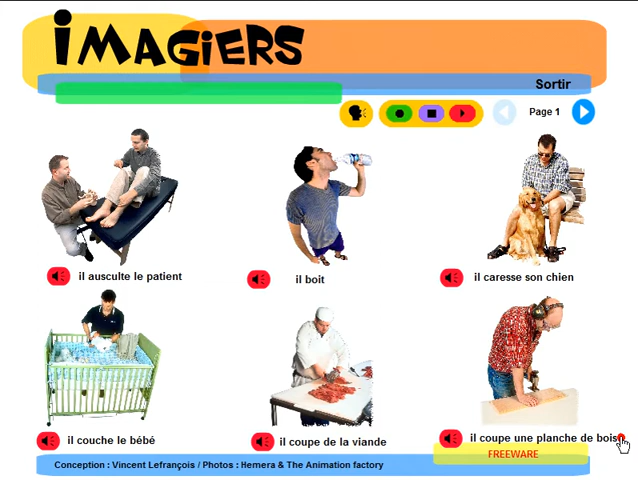 iMAGiERS
Sortir
Page 1
il ausculte le patient
il boit
il caresse son chien
il couche le bébé
il coupe de la viande
il coupe une planche de bois
FREEWARE
Conception : Vincent Lefrançois / Photos : Hemera & The Animation factory